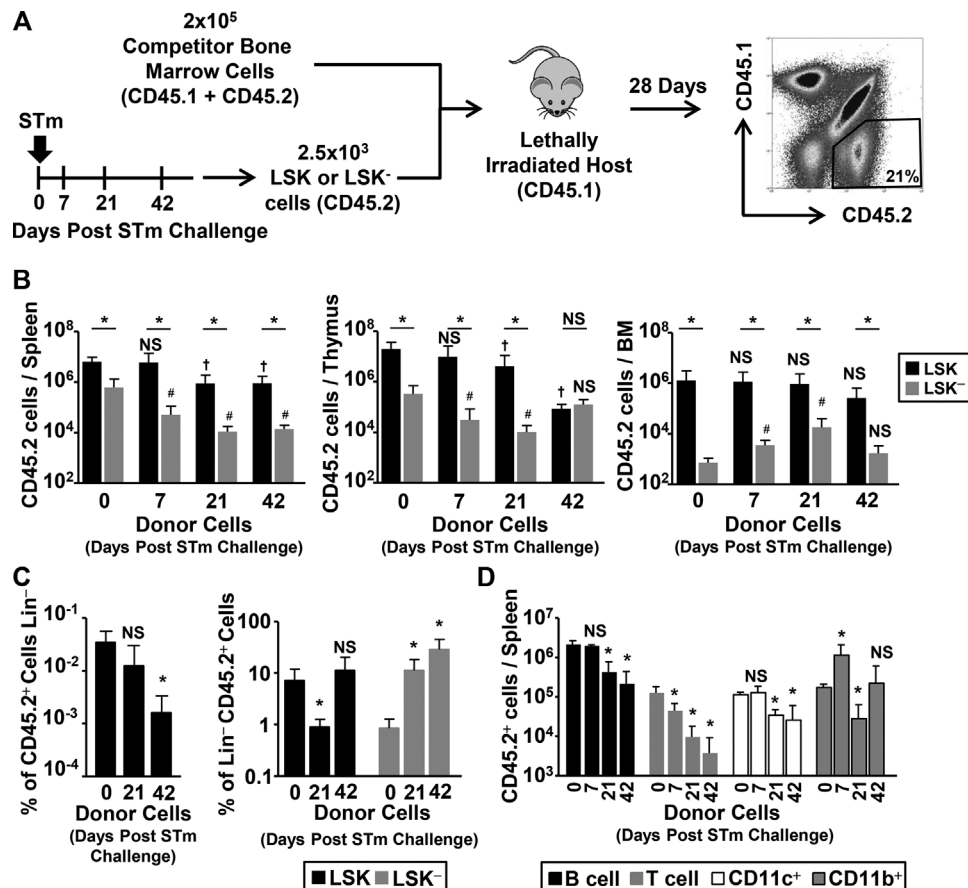 A
2x10⁵
Competitor Bone
Marrow Cells
(CD45.1 + CD45.2)
STm
0 7 21 42
Days Post STm Challenge
2.5x10³
LSK or LSK⁻
cells (CD45.2)
Lethally
Irradiated Host
(CD45.1)
28 Days
CD45.1
21%
CD45.2
B
CD45.2 cells / Spleen
10⁸
10⁶
10⁴
10²
* * * *
NS † †
# # #
0 7 21 42
Donor Cells
(Days Post STm Challenge)
CD45.2 cells / Thymus
10⁸
10⁶
10⁴
10²
* * * NS
NS † † NS
# #
0 7 21 42
Donor Cells
(Days Post STm Challenge)
CD45.2 cells / BM
10⁸
10⁶
10⁴
10²
* * * *
NS NS NS
# # NS
0 7 21 42
Donor Cells
(Days Post STm Challenge)
LSK
LSK⁻
C
% of CD45.2⁺ Cells Lin⁻
10⁻¹
10⁻²
10⁻³
10⁻⁴
NS *
0 21 42
Donor Cells
(Days Post STm
Challenge)
% of Lin⁻ CD45.2⁺ Cells
100
10
1
0.1
* NS * *
0 21 42 0 21 42
Donor Cells
(Days Post STm Challenge)
LSK LSK⁻
D
CD45.2⁺ cells / Spleen
10⁷
10⁶
10⁵
10⁴
10³
NS * * * * * NS * * * * NS
0 7 21 42 0 7 21 42 0 7 21 42 0 7 21 42
Donor Cells
(Days Post STm Challenge)
B cell T cell CD11c⁺ CD11b⁺